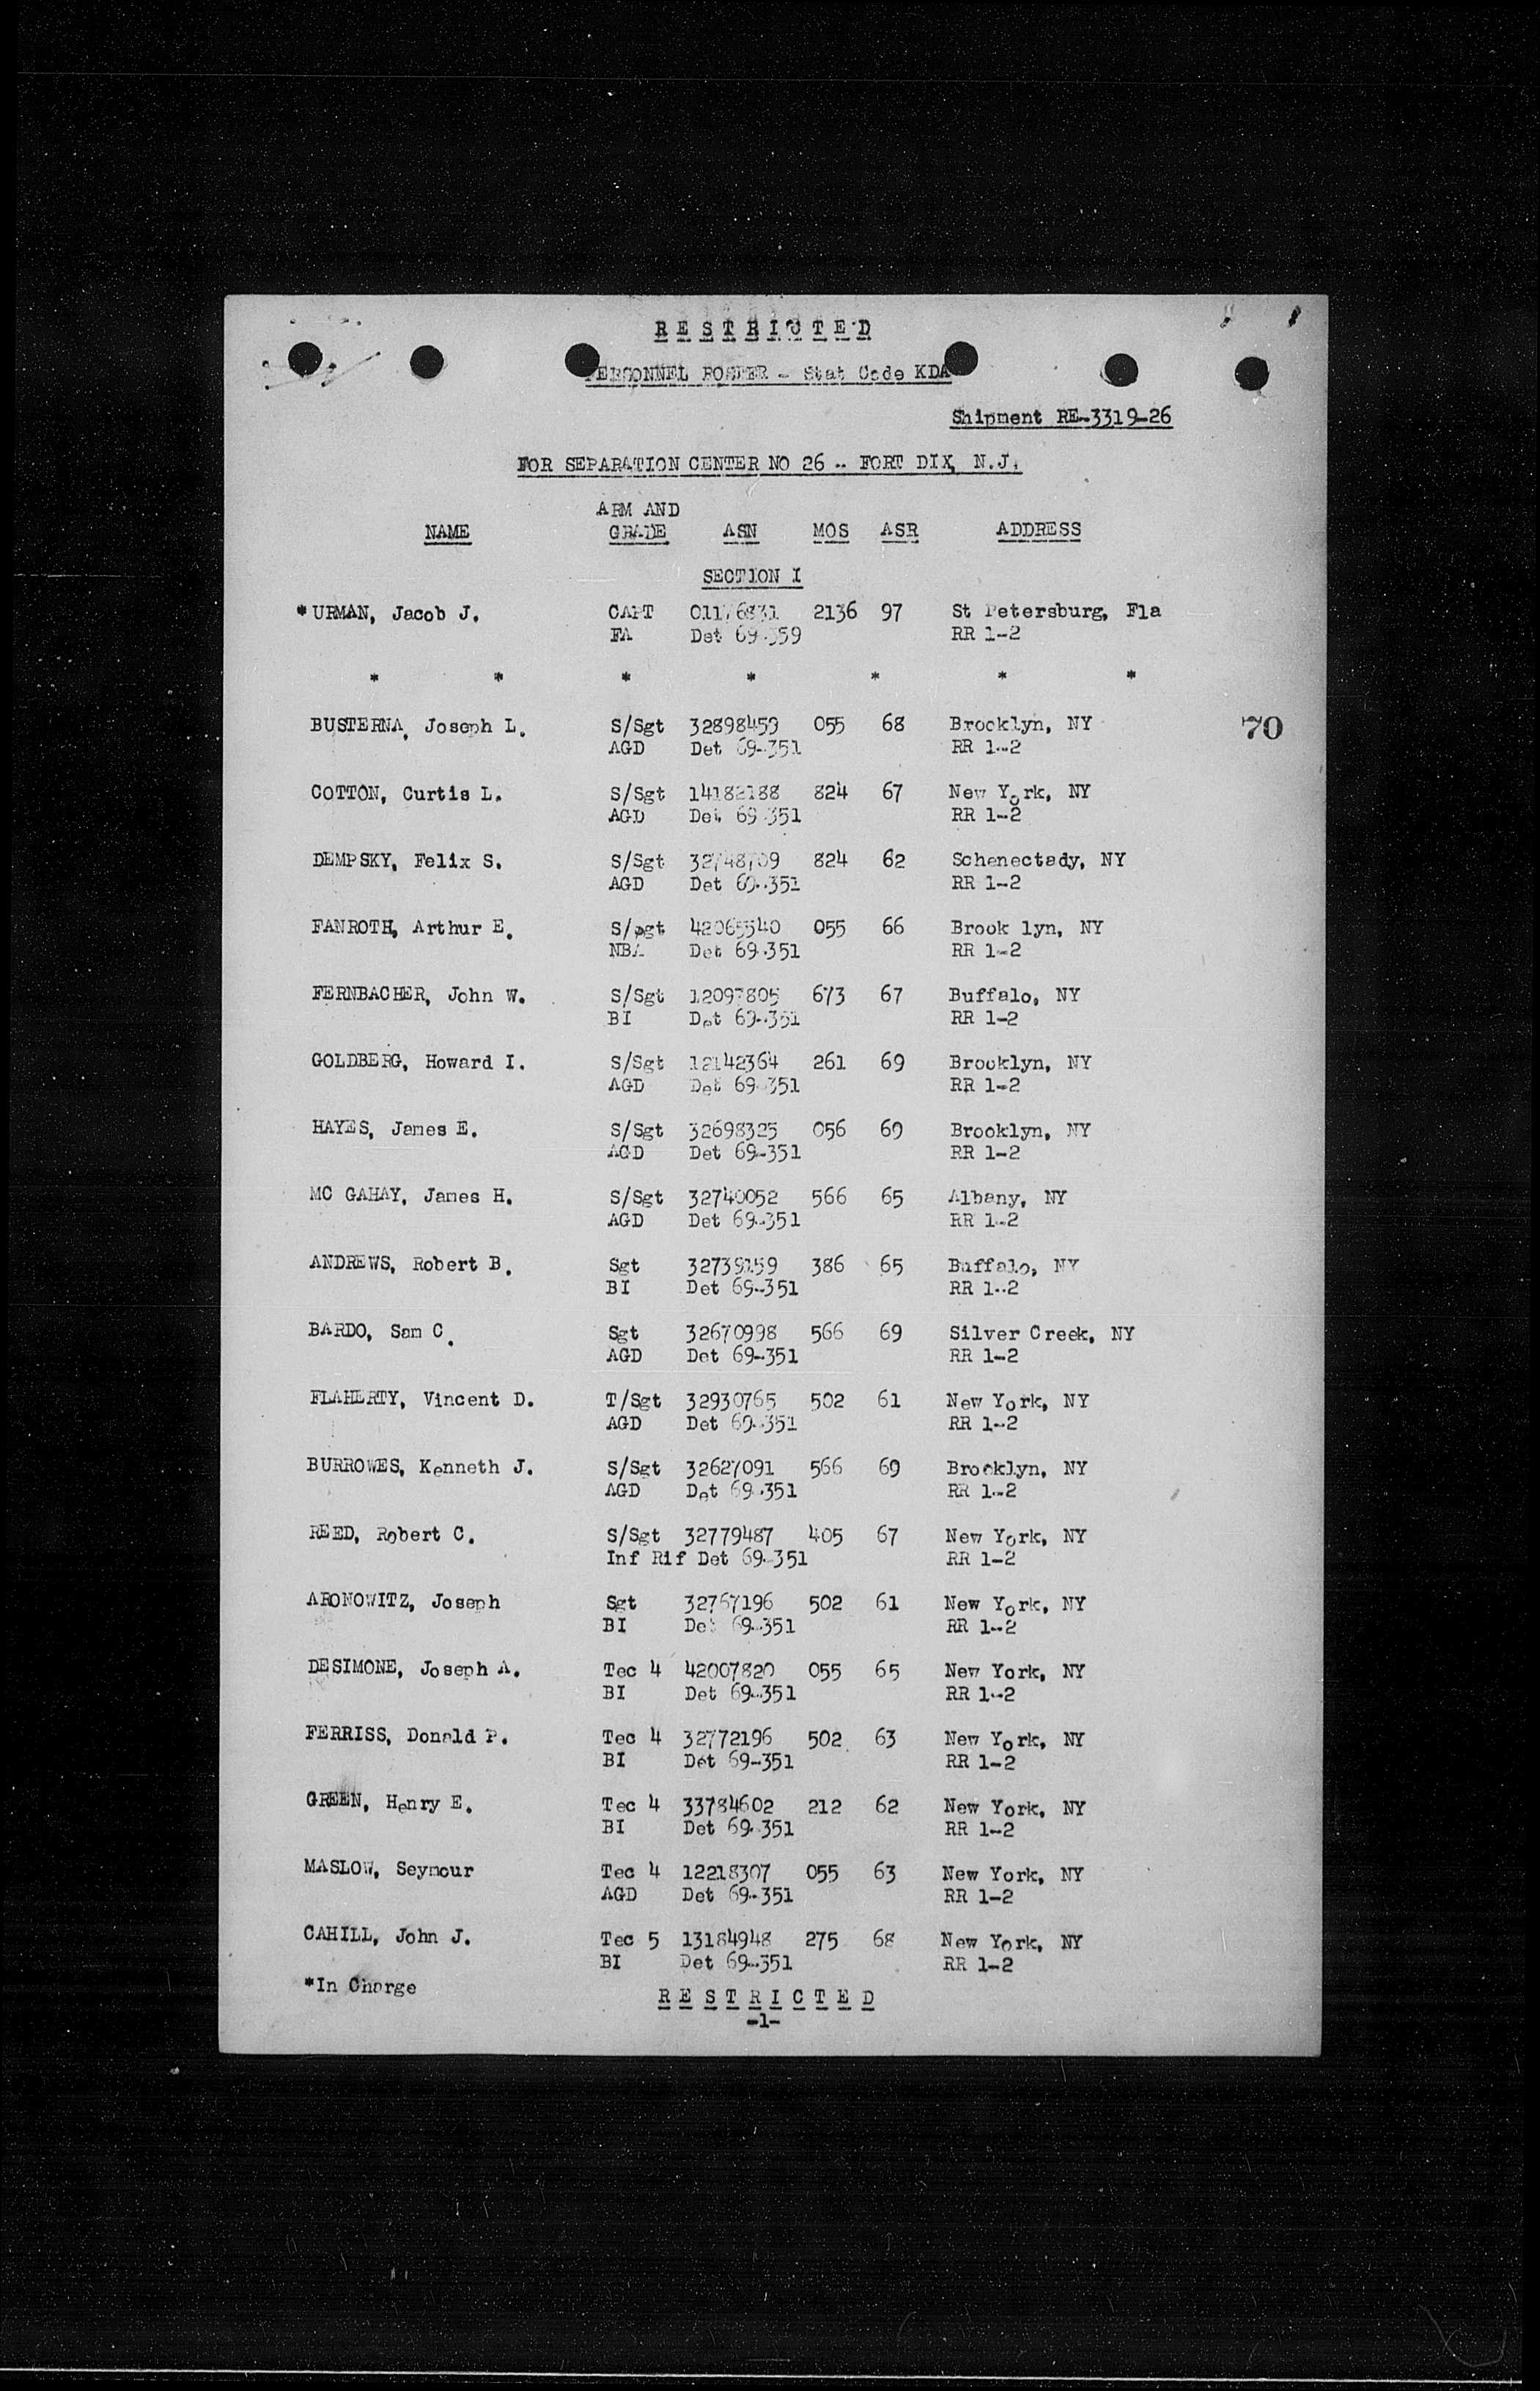 RESTRICTED
PERSONNEL ROSTER - Stat Code KDA
Shipment RE-3319-26
FOR SEPARATION CENTER NO 26 - FORT DIX, N.J.
ARM AND
NAME GRADE ASN MOS ASR ADDRESS
SECTION I
*URMAN, Jacob J. CAPT 01176831 2136 97 St Petersburg, Fla
FA Det 69-359 RR 1-2
* * * * * * *
BUSTERNA, Joseph L. S/Sgt 32898459 055 68 Brooklyn, NY 70
AGD Det 69-351 RR 1-2
COTTON, Curtis L. S/Sgt 14182188 824 67 New York, NY
AGD Det 69-351 RR 1-2
DEMPSKY, Felix S. S/Sgt 32748709 824 62 Schenectady, NY
AGD Det 69-351 RR 1-2
FANROTH, Arthur E. S/Sgt 42065540 055 66 Brook lyn, NY
NBA Det 69-351 RR 1-2
FERNBACHER, John W. S/Sgt 12097805 673 67 Buffalo, NY
BI Det 69-351 RR 1-2
GOLDBERG, Howard I. S/Sgt 12142364 261 69 Brooklyn, NY
AGD Det 69-351 RR 1-2
HAYES, James E. S/Sgt 32698325 056 69 Brooklyn, NY
AGD Det 69-351 RR 1-2
MC GAHAY, James H. S/Sgt 32740052 566 65 Albany, NY
AGD Det 69-351 RR 1-2
ANDREWS, Robert B. Sgt 32739159 386 65 Buffalo, NY
BI Det 69-351 RR 1-2
BARDO, Sam C. Sgt 32670998 566 69 Silver Creek, NY
AGD Det 69-351 RR 1-2
FLAHERTY, Vincent D. T/Sgt 32930765 502 61 New York, NY
AGD Det 69-351 RR 1-2
BURROWES, Kenneth J. S/Sgt 32627091 566 69 Brooklyn, NY
AGD Det 69-351 RR 1-2
REED, Robert C. S/Sgt 32779487 405 67 New York, NY
Inf Rif Det 69-351 RR 1-2
ARONOWITZ, Joseph Sgt 32767196 502 61 New York, NY
BI Det 69-351 RR 1-2
DESIMONE, Joseph A. Tec 4 42007820 055 65 New York, NY
BI Det 69-351 RR 1-2
FERRISS, Donald P. Tec 4 32772196 502 63 New York, NY
BI Det 69-351 RR 1-2
GREEN, Henry E. Tec 4 33784602 212 62 New York, NY
BI Det 69-351 RR 1-2
MASLOW, Seymour Tec 4 12218307 055 63 New York, NY
AGD Det 69-351 RR 1-2
CAHILL, John J. Tec 5 13184948 275 68 New York, NY
BI Det 69-351 RR 1-2
*In Charge
RESTRICTED
-1-